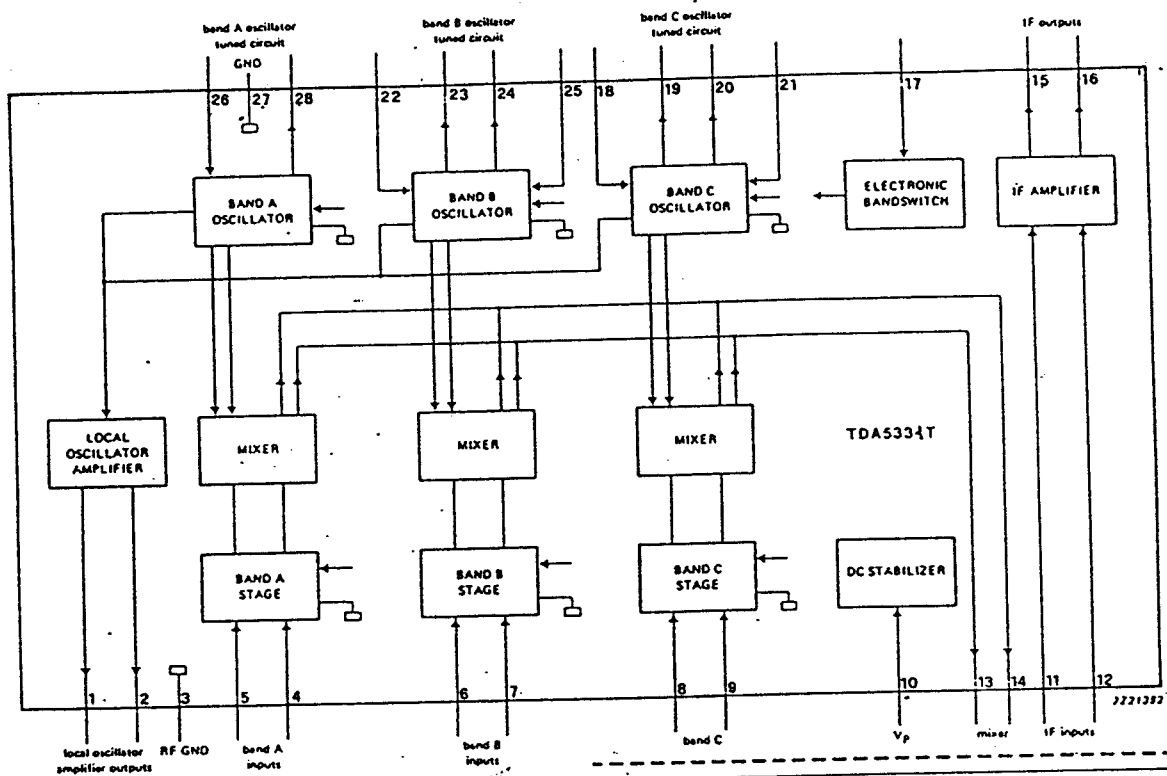 band A oscillator
tuned circuit
GND
band B oscillator
tuned circuit
band C oscillator
tuned circuit
IF outputs
26
27
28
22
23
24
25
18
19
20
21
17
15
16
BAND A
OSCILLATOR
BAND B
OSCILLATOR
BAND C
OSCILLATOR
ELECTRONIC
BANDSWITCH
IF AMPLIFIER
LOCAL
OSCILLATOR
AMPLIFIER
MIXER
MIXER
MIXER
BAND A
STAGE
BAND B
STAGE
BAND C
STAGE
DC STABILIZER
1
2
3
5
4
6
7
8
9
10
13
14
11
12
local oscillator
amplifier outputs
RF GND
band A
inputs
band B
inputs
band C
Vp
mixer
IF inputs